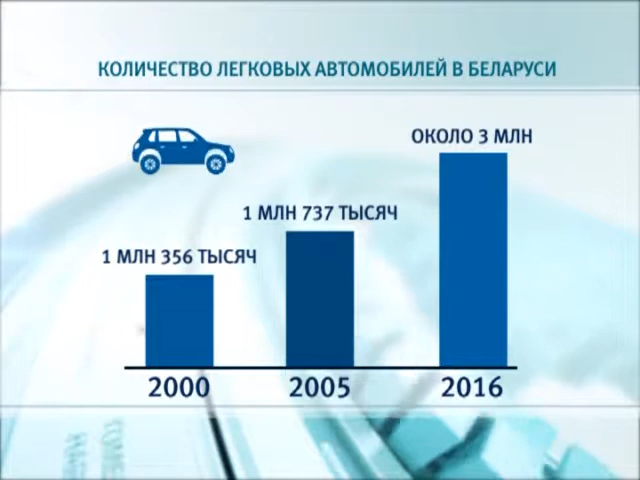 КОЛИЧЕСТВО ЛЕГКОВЫХ АВТОМОБИЛЕЙ В БЕЛАРУСИ
ОКОЛО 3 МЛН
1 МЛН 737 ТЫСЯЧ
1 МЛН 356 ТЫСЯЧ
2000 2005 2016